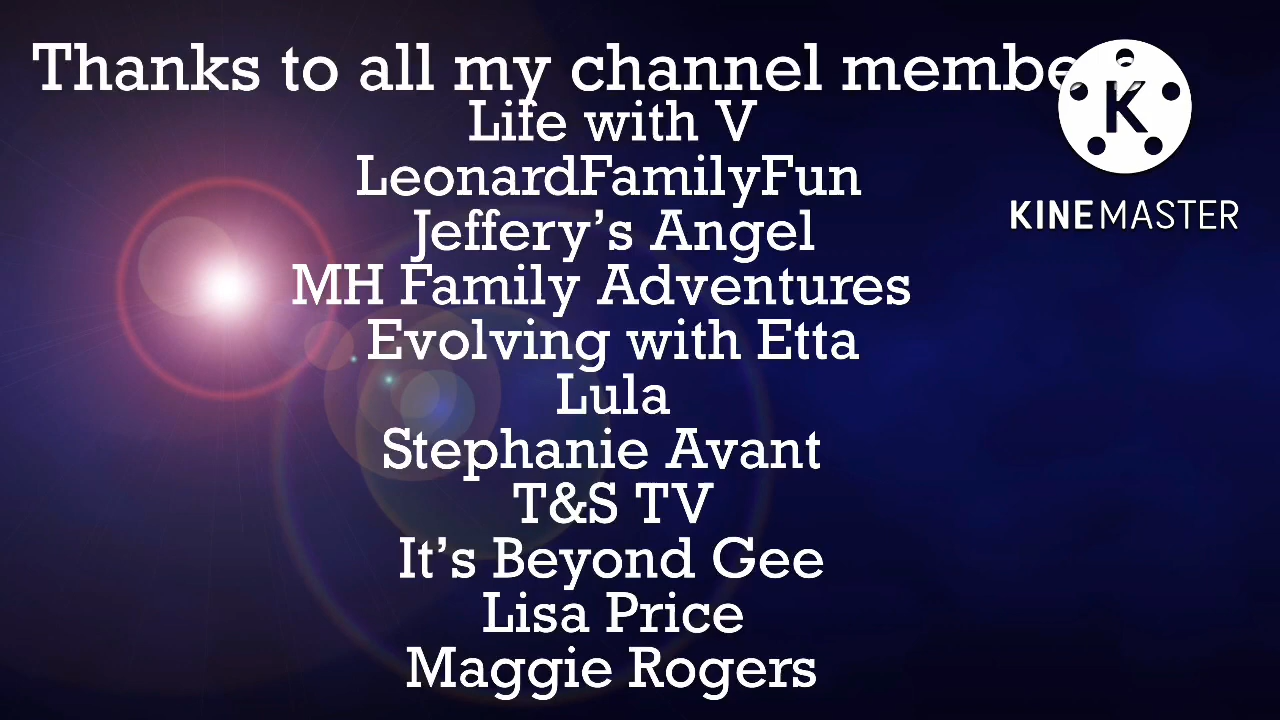 Thanks to all my channel members
Life with V
LeonardFamilyFun
Jeffery’s Angel
MH Family Adventures
Evolving with Etta
Lula
Stephanie Avant
T&S TV
It’s Beyond Gee
Lisa Price
Maggie Rogers
K
KINEMASTER